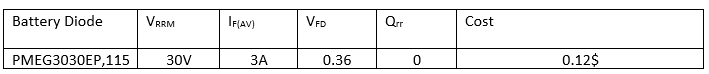 Battery Diode VRRM IF(AV) VFD Qrr Cost
PMEG3030EP,115 30V 3A 0.36 0 0.12$